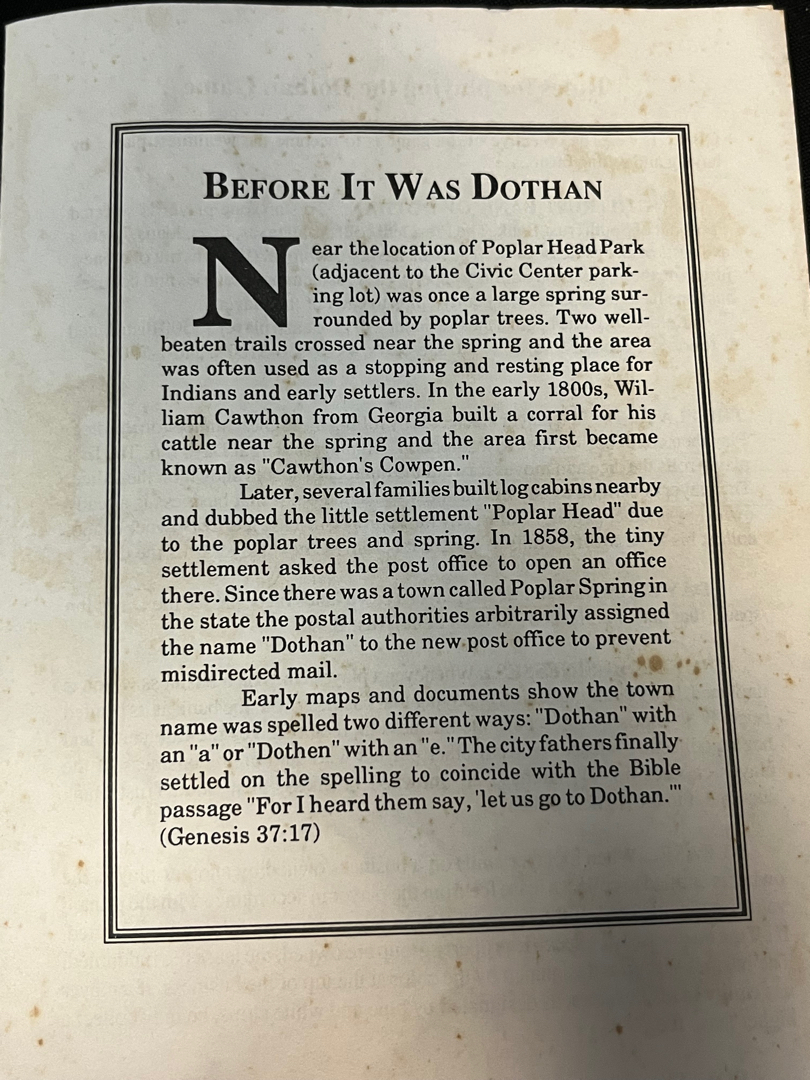 BEFORE IT WAS DOTHAN
Near the location of Poplar Head Park
(adjacent to the Civic Center park-
ing lot) was once a large spring sur-
rounded by poplar trees. Two well-
beaten trails crossed near the spring and the area
was often used as a stopping and resting place for
Indians and early settlers. In the early 1800s, Wil-
liam Cawthon from Georgia built a corral for his
cattle near the spring and the area first became
known as "Cawthon's Cowpen."
Later, several families built log cabins nearby
and dubbed the little settlement "Poplar Head" due
to the poplar trees and spring. In 1858, the tiny
settlement asked the post office to open an office
there. Since there was a town called Poplar Spring in
the state the postal authorities arbitrarily assigned
the name "Dothan" to the new post office to prevent
misdirected mail.
Early maps and documents show the town
name was spelled two different ways: "Dothan" with
an "a" or "Dothen" with an "e." The city fathers finally
settled on the spelling to coincide with the Bible
passage "For I heard them say, 'let us go to Dothan.'"
(Genesis 37:17)